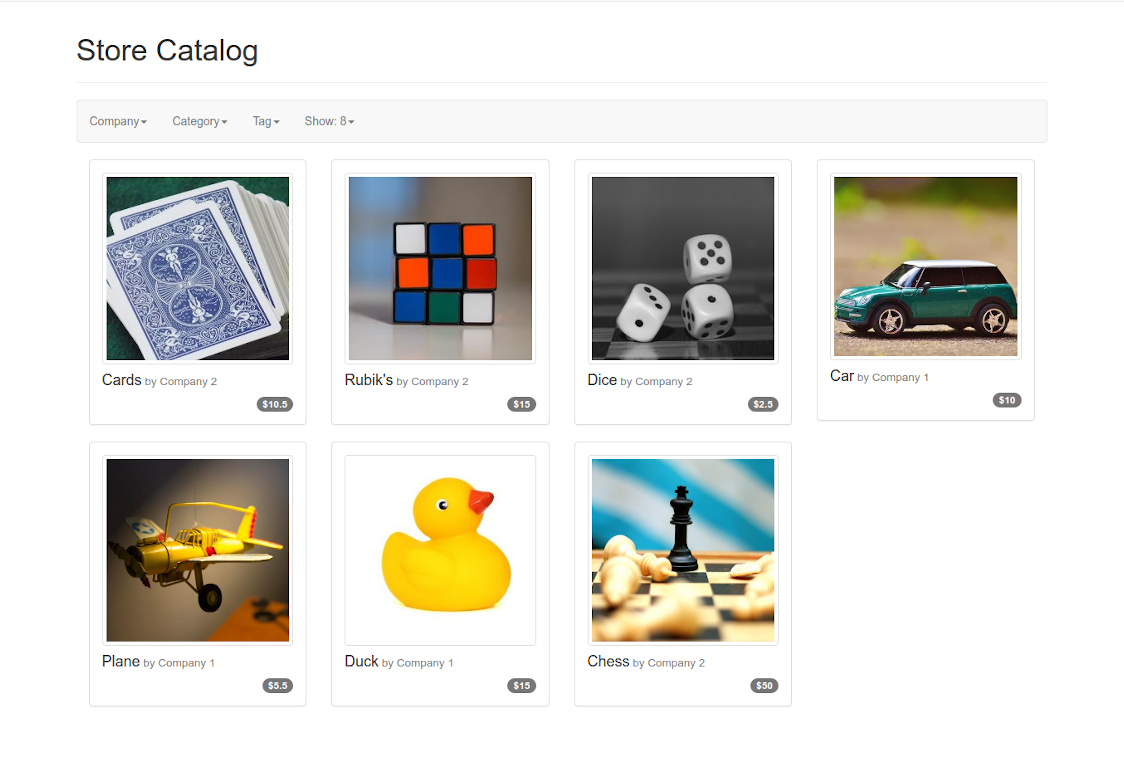 Store Catalog
Company Category Tag Show: 8
Cards by Company 2
$10.5
Rubik's by Company 2
$15
Dice by Company 2
$2.5
Car by Company 1
$10
Plane by Company 1
$5.5
Duck by Company 1
$15
Chess by Company 2
$50